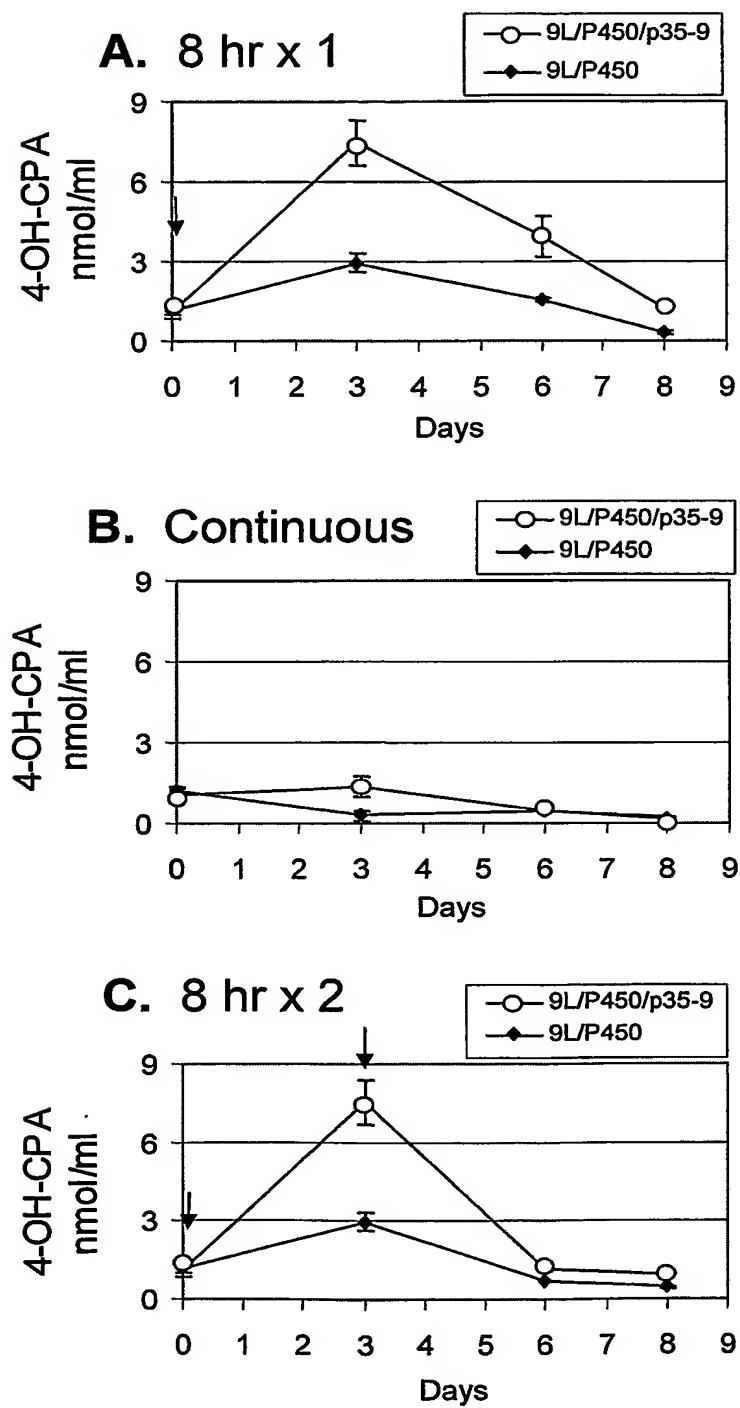 A. 8 hr x 1
9L/P450/p35-9
9L/P450
4-OH-CPA
nmol/ml
9
6
3
0
0 1 2 3 4 5 6 7 8 9
Days
B. Continuous
9L/P450/p35-9
9L/P450
4-OH-CPA
nmol/ml
9
6
3
0
0 1 2 3 4 5 6 7 8 9
Days
C. 8 hr x 2
9L/P450/p35-9
9L/P450
4-OH-CPA
nmol/ml
9
6
3
0
0 1 2 3 4 5 6 7 8 9
Days